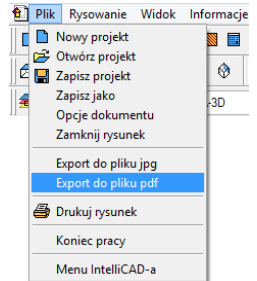 Plik Rysowanie Widok Informacje
Nowy projekt
Otwórz projekt
Zapisz projekt
Zapisz jako
-3D
Opcje dokumentu
Zamknij rysunek
Export do pliku jpg
Export do pliku pdf
Drukuj rysunek
Koniec pracy
Menu IntelliCAD-a